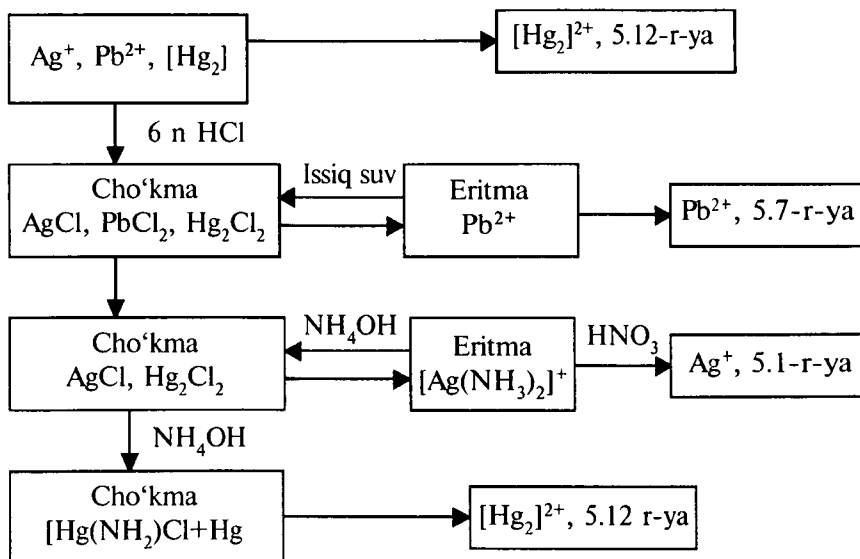 Ag⁺, Pb²⁺, [Hg₂]
[Hg₂]²⁺, 5.12-r-ya
6 n HCl
Cho‘kma
AgCl, PbCl₂, Hg₂Cl₂
Issiq suv
Eritma
Pb²⁺
Pb²⁺, 5.7-r-ya
Cho‘kma
AgCl, Hg₂Cl₂
NH₄OH
Eritma
[Ag(NH₃)₂]⁺
HNO₃
Ag⁺, 5.1-r-ya
NH₄OH
Cho‘kma
[Hg(NH₂)Cl+Hg
[Hg₂]²⁺, 5.12 r-ya